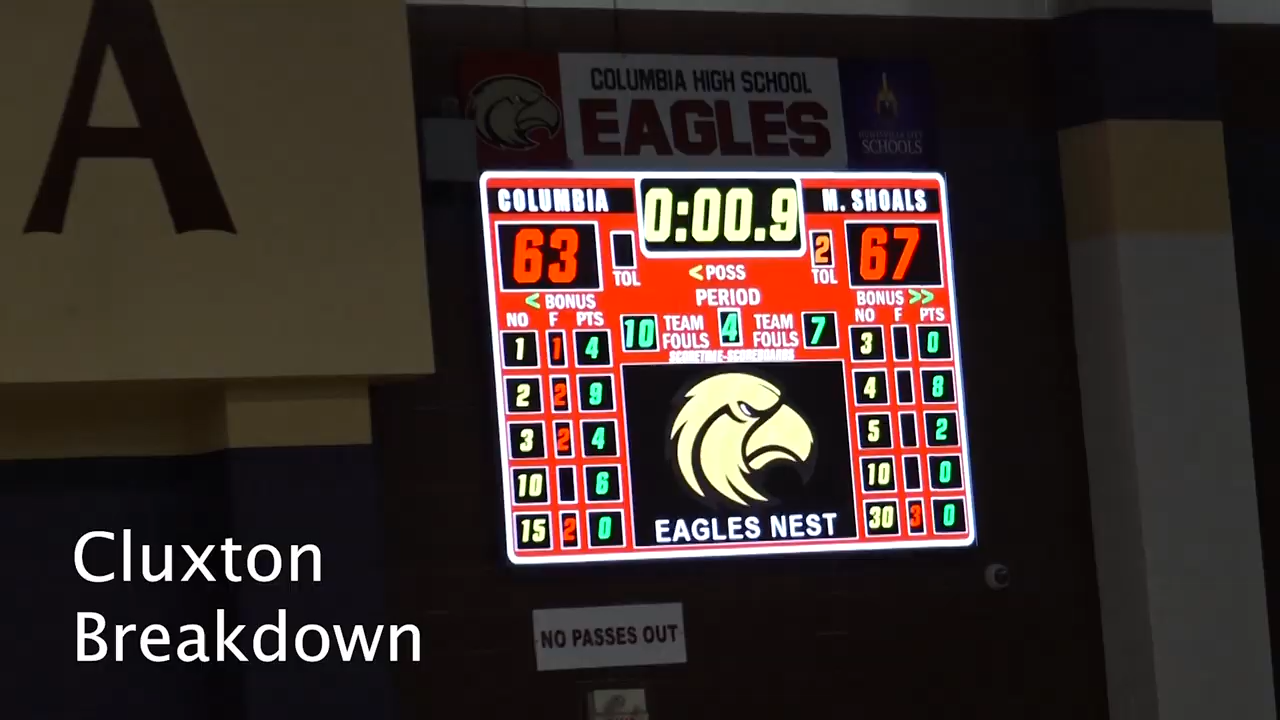 A
COLUMBIA HIGH SCHOOL
EAGLES
SCHOOLS
COLUMBIA 0:00.9 M. SHOALS
63 2 67
TOL < POSS TOL
< BONUS PERIOD BONUS >>
NO F PTS 10 TEAM FOULS 4 TEAM FOULS 7 NO F PTS
1 1 4 3 0
2 2 9 4 8
3 2 4 5 2
10 6 10 0
15 2 0 30 3 0
EAGLES NEST
Cluxton
Breakdown
NO PASSES OUT